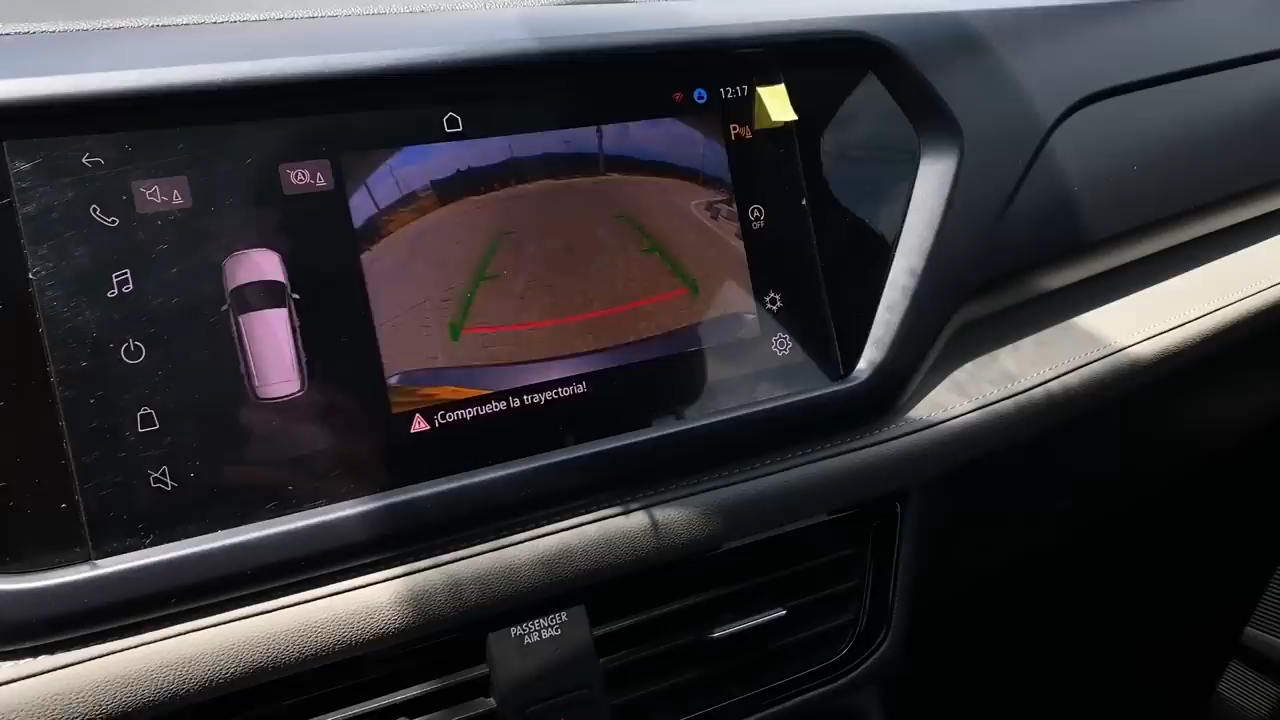 12:17
P
A
A
OFF
¡Compruebe la trayectoria!
PASSENGER
AIR BAG